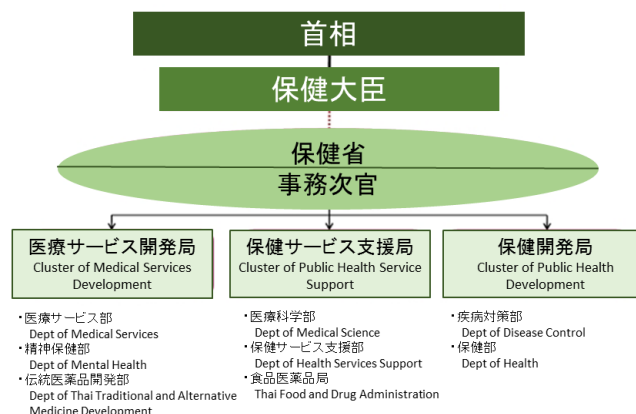 首相
保健大臣
保健省
事務次官
医療サービス開発局
Cluster of Medical Services
Development
・医療サービス部
Dept of Medical Services
・精神保健部
Dept of Mental Health
・伝統医薬品開発部
Dept of Thai Traditional and Alternative
Medicine Development
保健サービス支援局
Cluster of Public Health Service
Support
・医療科学部
Dept of Medical Science
・保健サービス支援部
Dept of Health Services Support
・食品医薬品局
Thai Food and Drug Administration
保健開発局
Cluster of Public Health
Development
・疾病対策部
Dept of Disease Control
・保健部
Dept of Health